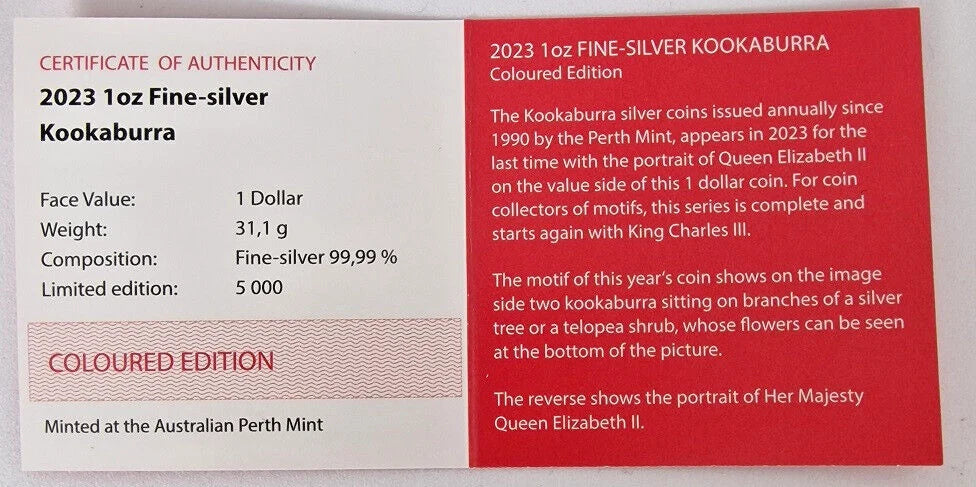 CERTIFICATE OF AUTHENTICITY
2023 1oz Fine-silver
Kookaburra
Face Value: 1 Dollar
Weight: 31,1 g
Composition: Fine-silver 99,99 %
Limited edition: 5 000
COLOURED EDITION
Minted at the Australian Perth Mint
2023 1oz FINE-SILVER KOOKABURRA
Coloured Edition
The Kookaburra silver coins issued annually since
1990 by the Perth Mint, appears in 2023 for the
last time with the portrait of Queen Elizabeth II
on the value side of this 1 dollar coin. For coin
collectors of motifs, this series is complete and
starts again with King Charles III.
The motif of this year's coin shows on the image
side two kookaburra sitting on branches of a silver
tree or a telopea shrub, whose flowers can be seen
at the bottom of the picture.
The reverse shows the portrait of Her Majesty
Queen Elizabeth II.